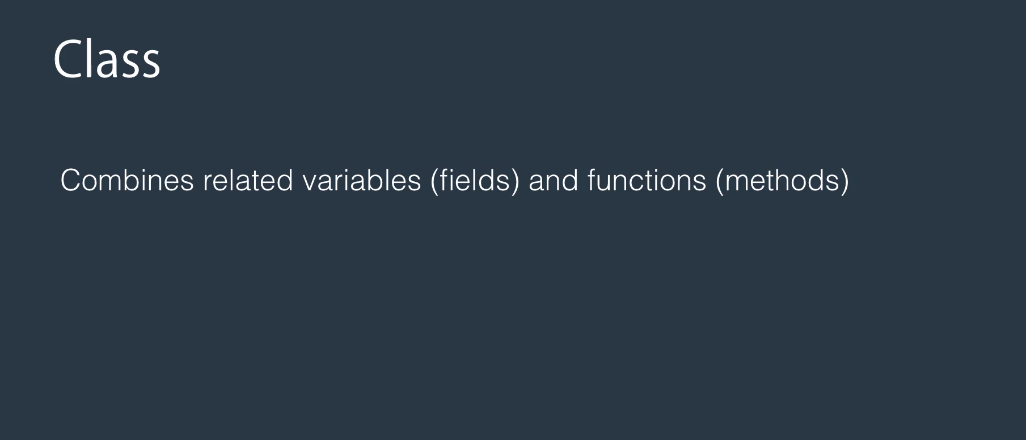 Class
Combines related variables (fields) and functions (methods)